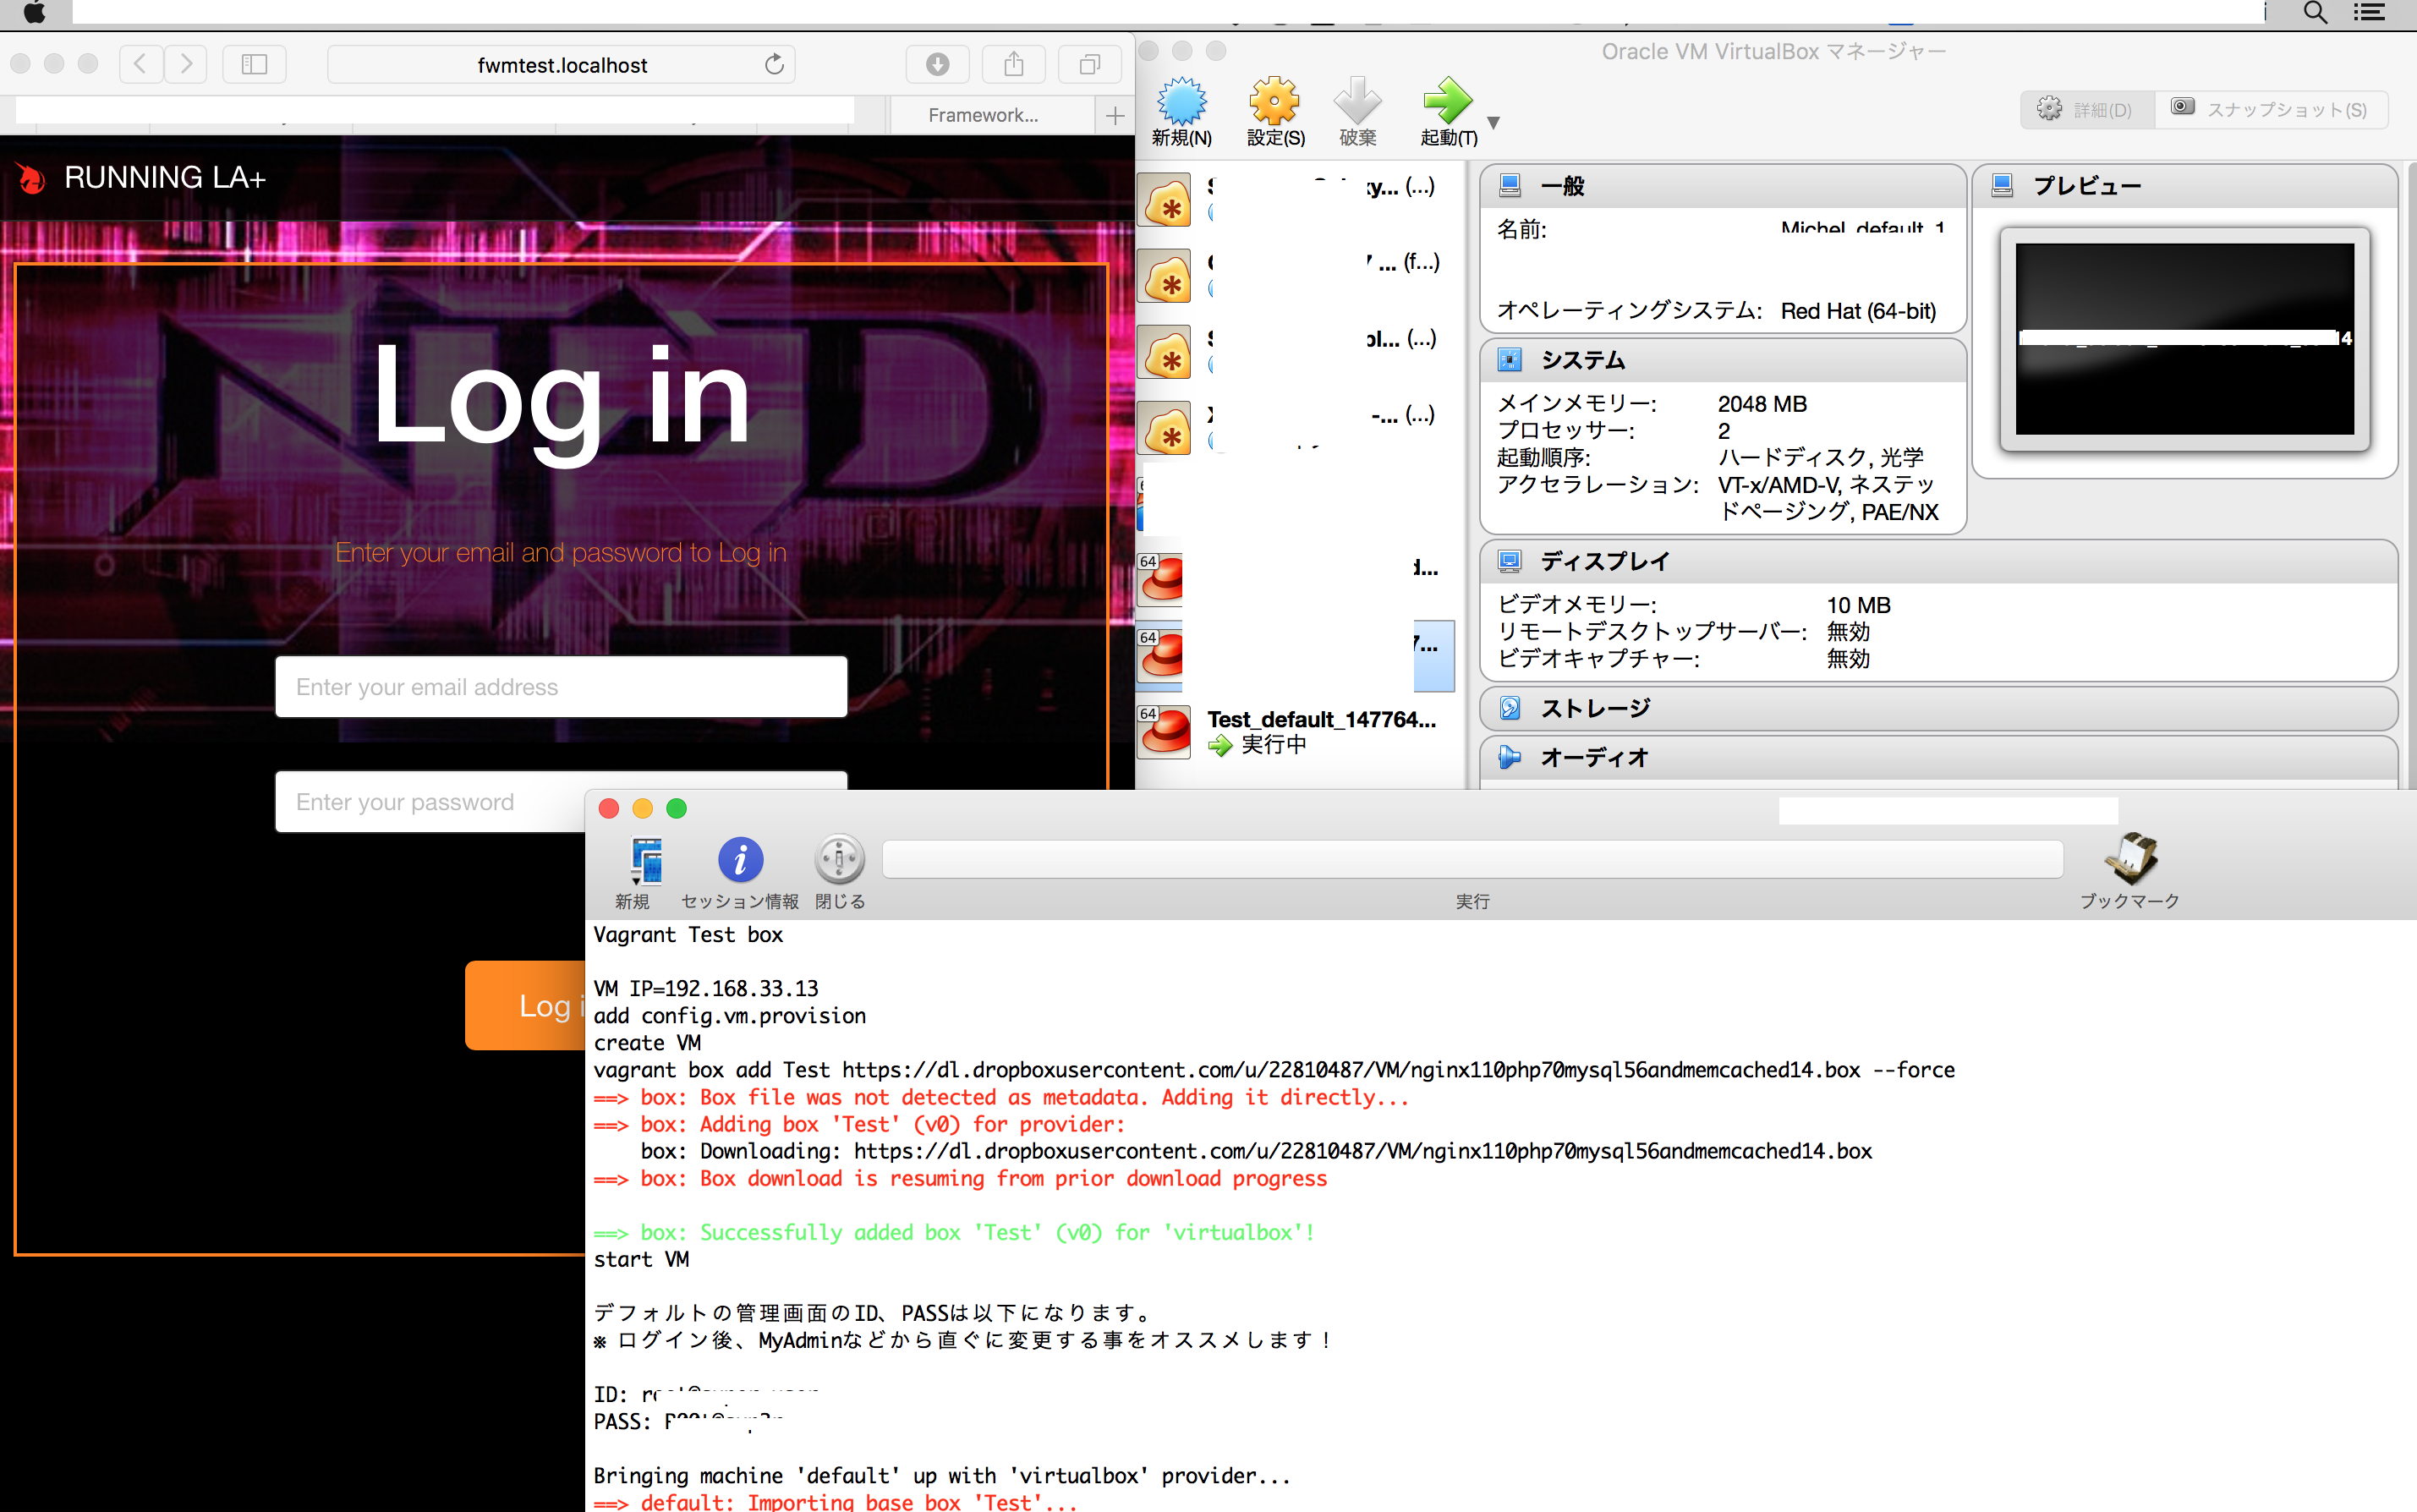 fwmtest.localhost
Framework...
RUNNING LA+
Log in
Enter your email and password to Log in
Enter your email address
Enter your password
Log i
Oracle VM VirtualBox マネージャー
新規(N)
設定(S)
破棄
起動(T)
詳細(D)
スナップショット(S)
(...)
... (f...)
(...)
(...)
64
64
64
Test_default_147764...
実行中
一般
名前:
Michel_default_1
オペレーティングシステム: Red Hat (64-bit)
システム
メインメモリー: 2048 MB
プロセッサー: 2
起動順序: ハードディスク, 光学
アクセラレーション: VT-x/AMD-V, ネステッ
ドページング, PAE/NX
プレビュー
14
ディスプレイ
ビデオメモリー: 10 MB
リモートデスクトップサーバー: 無効
ビデオキャプチャー: 無効
ストレージ
オーディオ
新規
セッション情報
閉じる
実行
ブックマーク
Vagrant Test box
VM IP=192.168.33.13
add config.vm.provision
create VM
vagrant box add Test https://dl.dropboxusercontent.com/u/22810487/VM/nginx110php70mysql56andmemcached14.box --force
==> box: Box file was not detected as metadata. Adding it directly...
==> box: Adding box 'Test' (v0) for provider:
box: Downloading: https://dl.dropboxusercontent.com/u/22810487/VM/nginx110php70mysql56andmemcached14.box
==> box: Box download is resuming from prior download progress
==> box: Successfully added box 'Test' (v0) for 'virtualbox'!
start VM
デフォルトの管理画面のID、PASSは以下になります。
※ ログイン後、MyAdminなどから直ぐに変更する事をオススメします！
ID:
PASS:
Bringing machine 'default' up with 'virtualbox' provider...
==> default: Importing base box 'Test'...